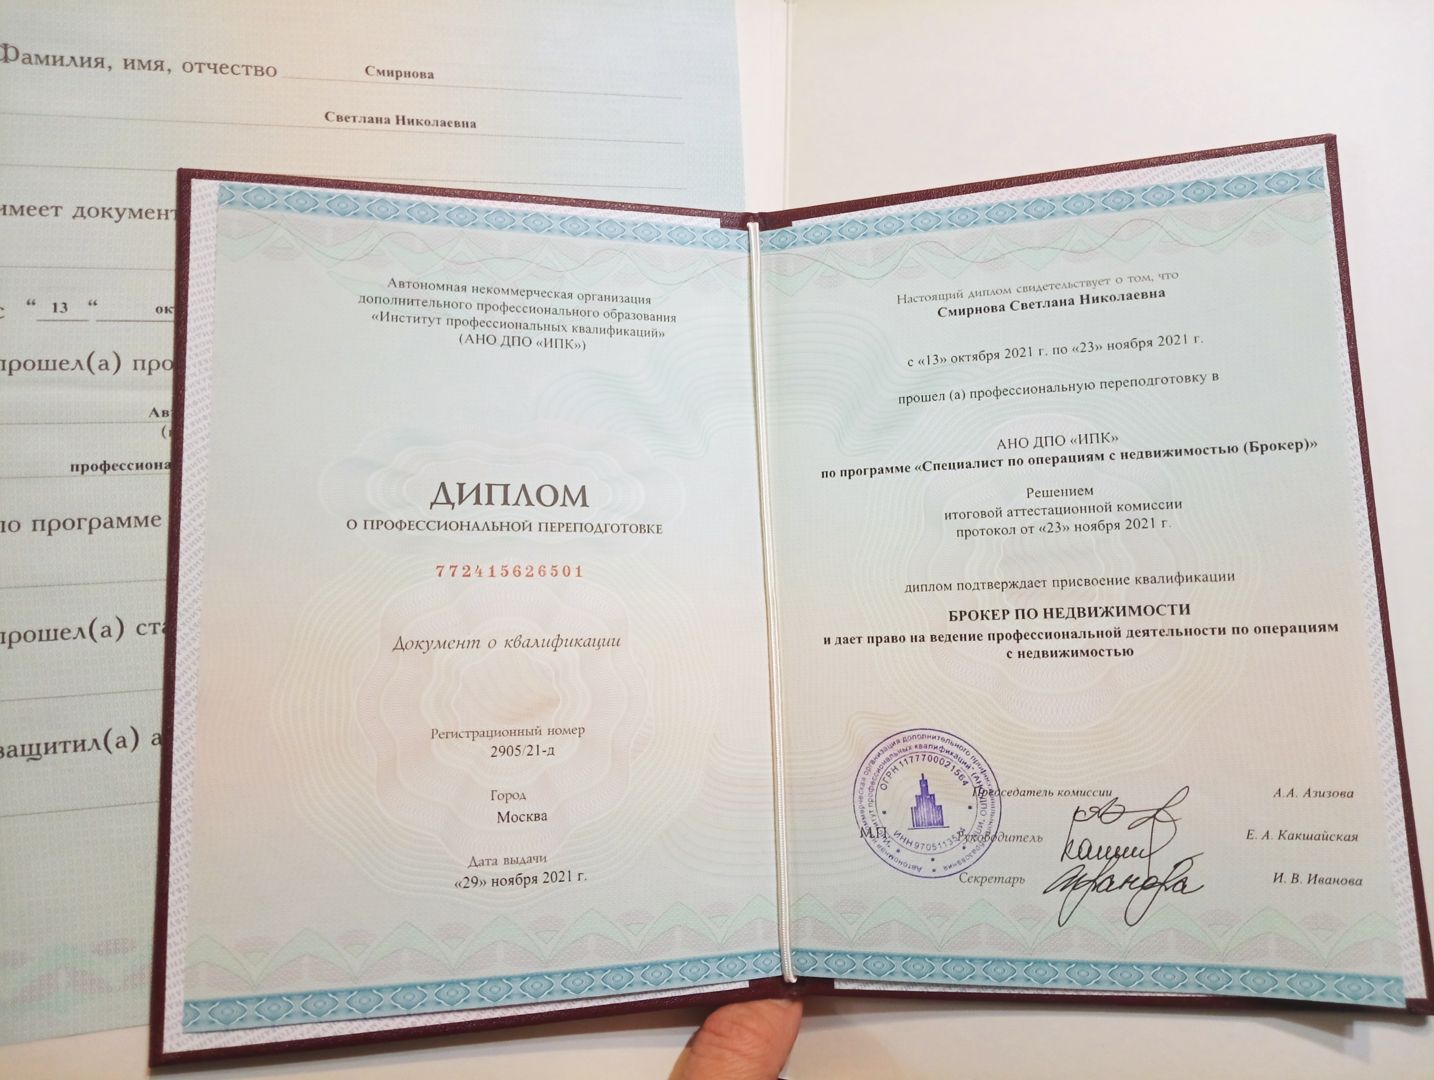 Фамилия, имя, отчество Смирнова
Светлана Николаевна
имеет документ
с “ 13 “ ок
прошел(а) про
Ав
профессиона
по программе
прошел(а) ста
защитил(а) а
Автономная некоммерческая организация
дополнительного профессионального образования
«Институт профессиональных квалификаций»
(АНО ДПО «ИПК»)
ДИПЛОМ
О ПРОФЕССИОНАЛЬНОЙ ПЕРЕПОДГОТОВКЕ
772415626501
Документ о квалификации
Регистрационный номер
2905/21-д
Город
Москва
Дата выдачи
«29» ноября 2021 г.
Настоящий диплом свидетельствует о том, что
Смирнова Светлана Николаевна
с «13» октября 2021 г. по «23» ноября 2021 г.
прошел (а) профессиональную переподготовку в
АНО ДПО «ИПК»
по программе «Специалист по операциям с недвижимостью (Брокер)»
Решением
итоговой аттестационной комиссии
протокол от «23» ноября 2021 г.
диплом подтверждает присвоение квалификации
БРОКЕР ПО НЕДВИЖИМОСТИ
и дает право на ведение профессиональной деятельности по операциям
с недвижимостью
Председатель комиссии А.А. Азизова
М.П. Руководитель Е. А. Какшайская
Секретарь И. В. Иванова
ОГРН 1177700021564